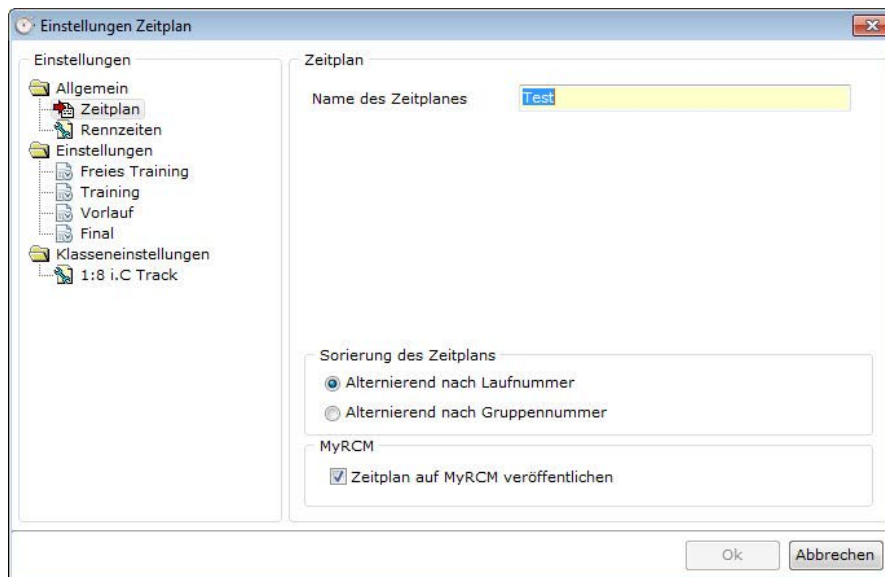 Einstellungen Zeitplan
Einstellungen
Allgemein
Zeitplan
Rennzeiten
Einstellungen
Freies Training
Training
Vorlauf
Final
Klasseneinstellungen
1:8 i.C Track
Zeitplan
Name des Zeitplanes
Test
Sorierung des Zeitplans
Alternierend nach Laufnummer
Alternierend nach Gruppennummer
MyRCM
Zeitplan auf MyRCM veröffentlichen
Ok
Abbrechen